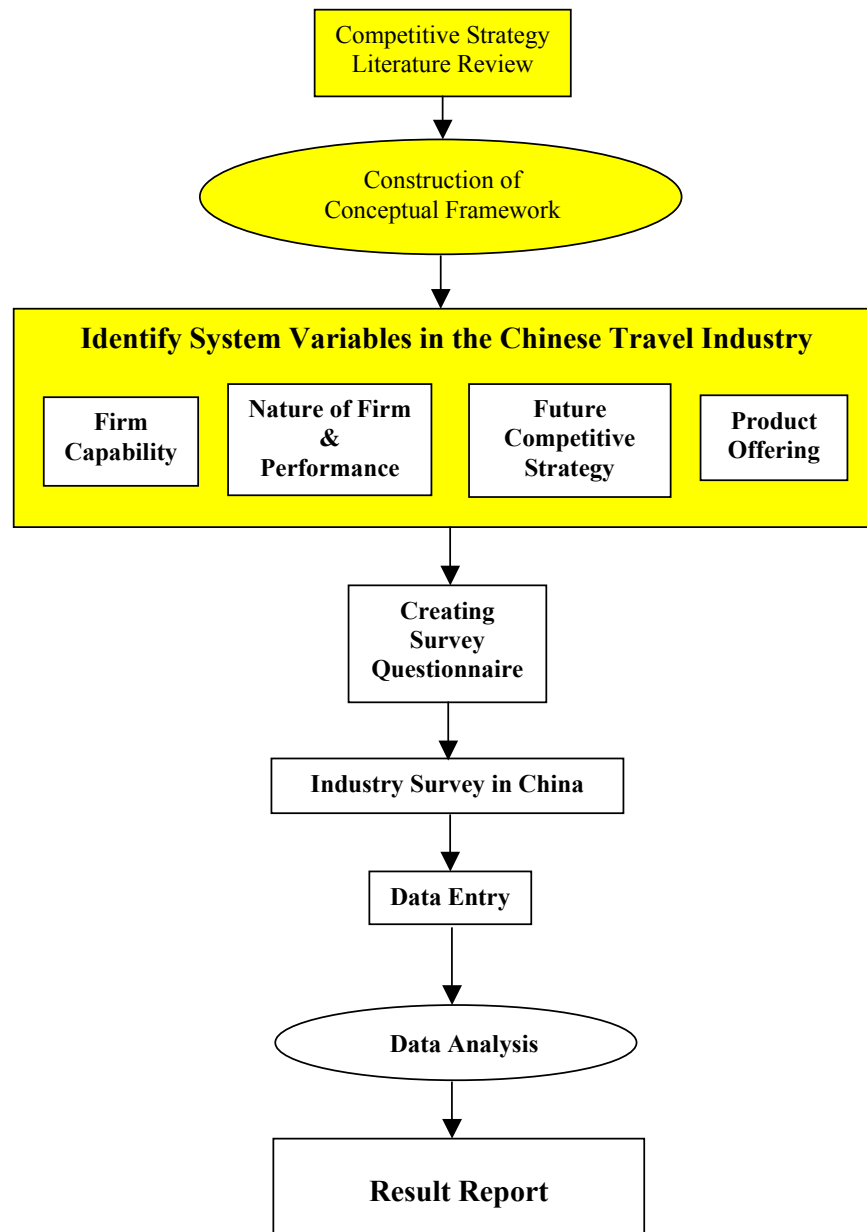 Competitive Strategy
Literature Review
Construction of
Conceptual Framework
Identify System Variables in the Chinese Travel Industry
Firm
Capability
Nature of Firm
&
Performance
Future
Competitive
Strategy
Product
Offering
Creating
Survey
Questionnaire
Industry Survey in China
Data Entry
Data Analysis
Result Report